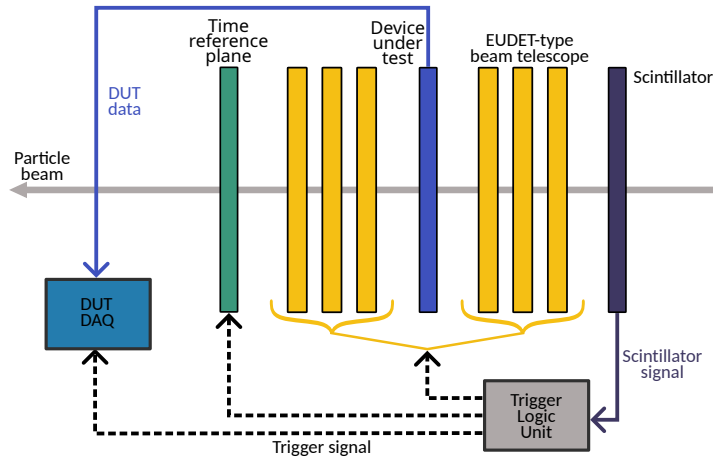 Time
reference
plane
Device
under
test
EUDET-type
beam telescope
Scintillator
DUT
data
Particle
beam
DUT
DAQ
Scintillator
signal
Trigger
Logic
Unit
Trigger signal